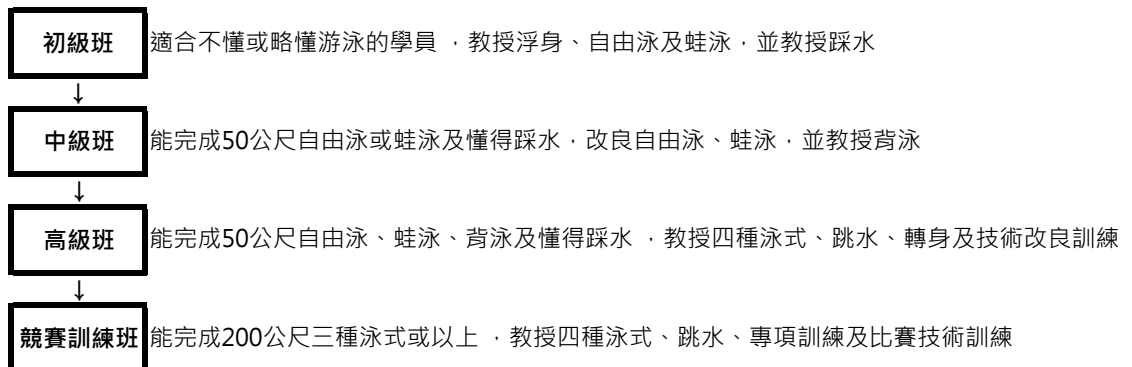 初級班 適合不懂或略懂游泳的學員 ，教授浮身、自由泳及蛙泳，並教授踩水
↓
中級班 能完成50公尺自由泳或蛙泳及懂得踩水，改良自由泳、蛙泳，並教授背泳
↓
高級班 能完成50公尺自由泳、蛙泳、背泳及懂得踩水 ，教授四種泳式、跳水、轉身及技術改良訓練
↓
競賽訓練班 能完成200公尺三種泳式或以上 ，教授四種泳式、跳水、專項訓練及比賽技術訓練